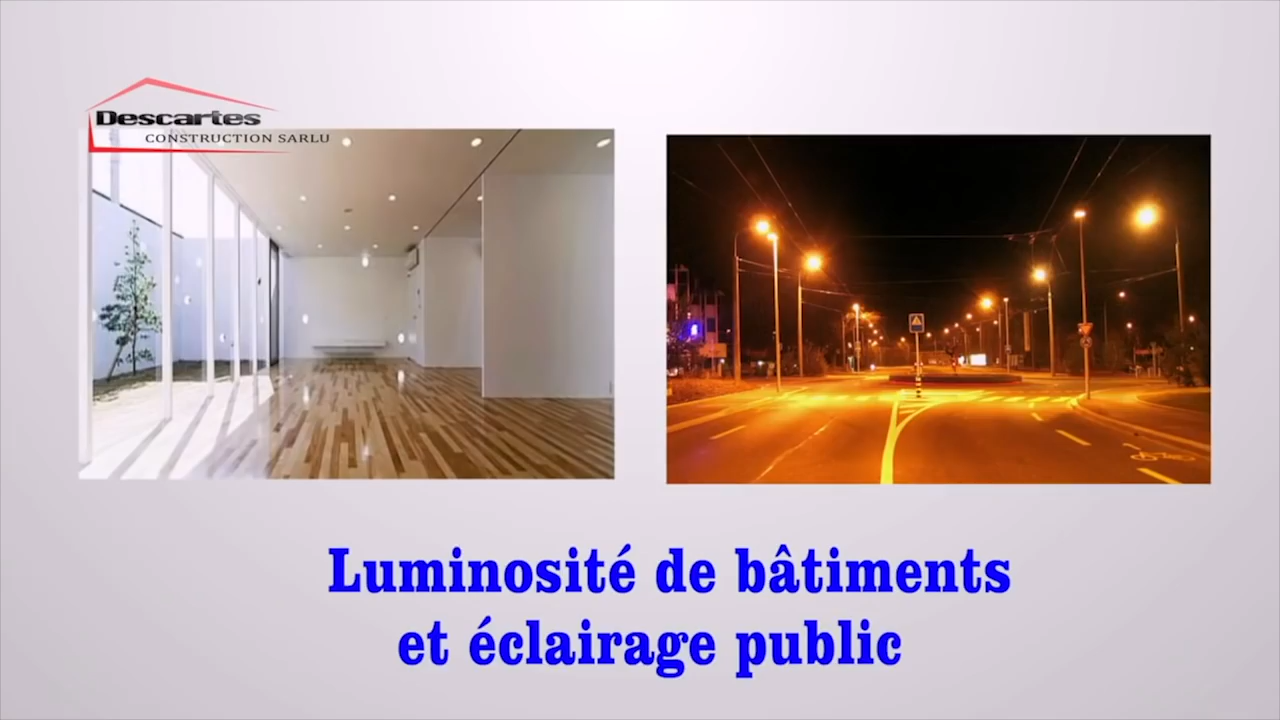 Descartes
CONSTRUCTION SARLU
Luminosité de bâtiments
et éclairage public